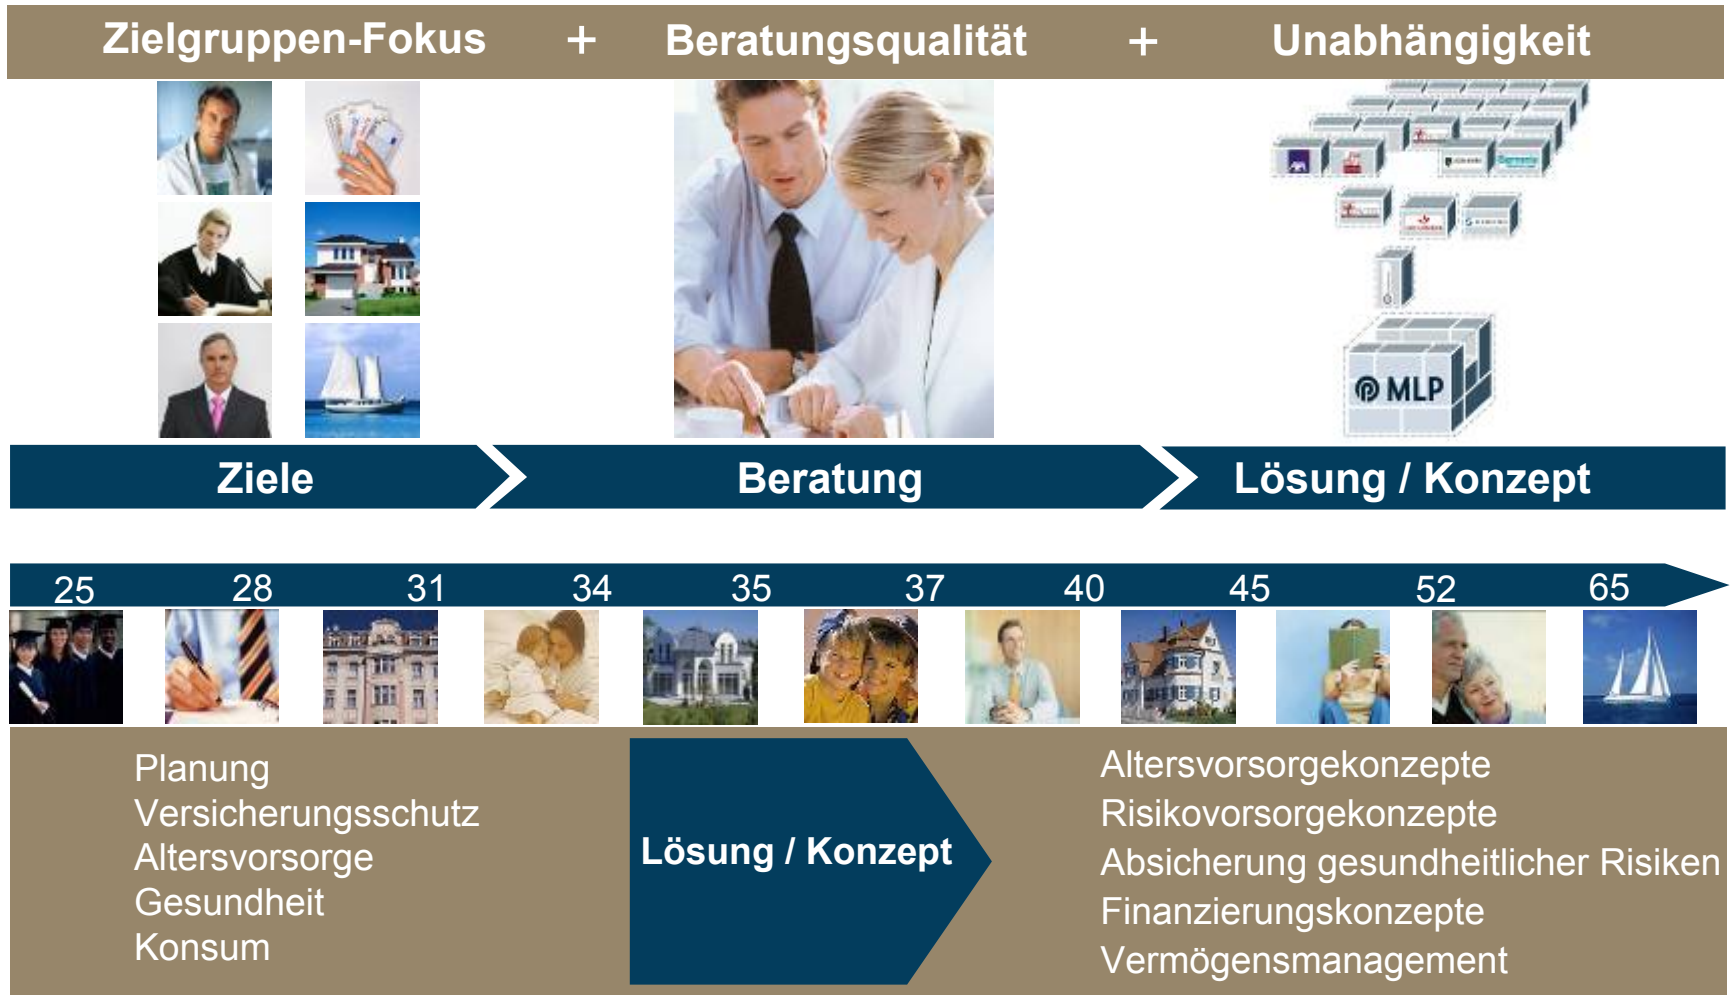 Zielgruppen-Fokus + Beratungsqualität + Unabhängigkeit
MLP
Ziele Beratung Lösung / Konzept
25 28 31 34 35 37 40 45 52 65
Planung
Versicherungsschutz
Altersvorsorge
Gesundheit
Konsum
Lösung / Konzept
Altersvorsorgekonzepte
Risikovorsorgekonzepte
Absicherung gesundheitlicher Risiken
Finanzierungskonzepte
Vermögensmanagement